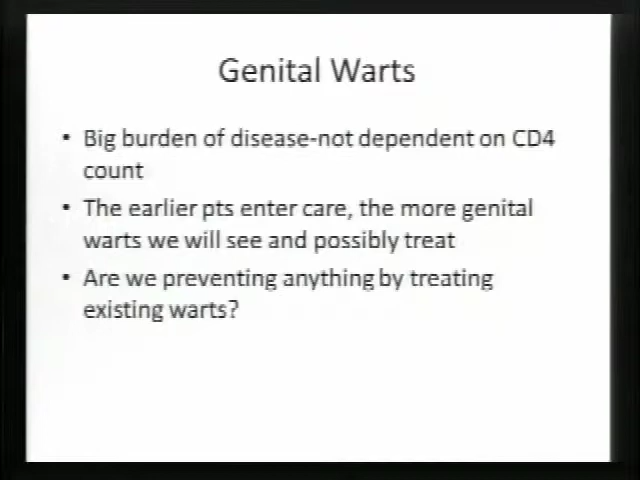 Genital Warts
• Big burden of disease-not dependent on CD4
count
• The earlier pts enter care, the more genital
warts we will see and possibly treat
• Are we preventing anything by treating
existing warts?